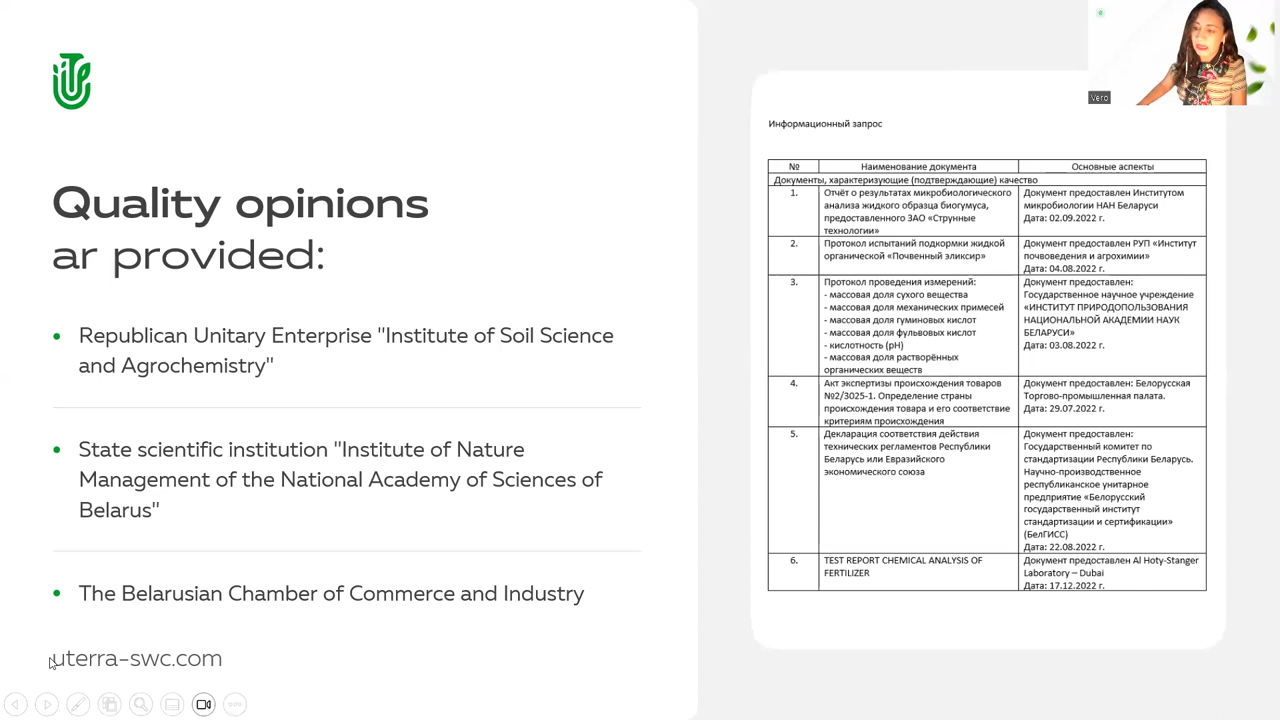 Quality opinions
ar provided:
Republican Unitary Enterprise "Institute of Soil Science
and Agrochemistry"
State scientific institution "Institute of Nature
Management of the National Academy of Sciences of
Belarus"
The Belarusian Chamber of Commerce and Industry
uterra-swc.com
Vero
Информационный запрос
№ Наименование документа Основные аспекты
Документы, характеризующие (подтверждающие) качество
1.
Отчёт о результатах микробиологического
анализа жидкого образца биогумуса,
предоставленного ЗАО «Струнные
технологии»
Документ предоставлен Институтом
микробиологии НАН Беларуси
Дата: 02.09.2022 г.
2.
Протокол испытаний подкормки жидкой
органической «Почвенный эликсир»
Документ предоставлен РУП «Институт
почвоведения и агрохимии»
Дата: 04.08.2022 г.
3.
Протокол проведения измерений:
- массовая доля сухого вещества
- массовая доля механических примесей
- массовая доля гуминовых кислот
- массовая доля фульвовых кислот
- кислотность (pH)
- массовая доля растворённых
органических веществ
Документ предоставлен:
Государственное научное учреждение
«ИНСТИТУТ ПРИРОДОПОЛЬЗОВАНИЯ
НАЦИОНАЛЬНОЙ АКАДЕМИИ НАУК
БЕЛАРУСИ»
Дата: 03.08.2022 г.
4.
Акт экспертизы происхождения товаров
№2/3025-1. Определение страны
происхождения товара и его соответствие
критериям происхождения
Документ предоставлен: Белорусская
Торгово-промышленная палата.
Дата: 29.07.2022 г.
5.
Декларация соответствия действия
технических регламентов Республики
Беларусь или Евразийского
экономического союза
Документ предоставлен:
Государственный комитет по
стандартизации Республики Беларусь.
Научно-производственное
республиканское унитарное
предприятие «Белорусский
государственный институт
стандартизации и сертификации»
(БелГИСС)
Дата: 22.08.2022 г.
6.
TEST REPORT CHEMICAL ANALYSIS OF
FERTILIZER
Документ предоставлен Al Hoty-Stanger
Laboratory – Dubai
Дата: 17.12.2022 г.